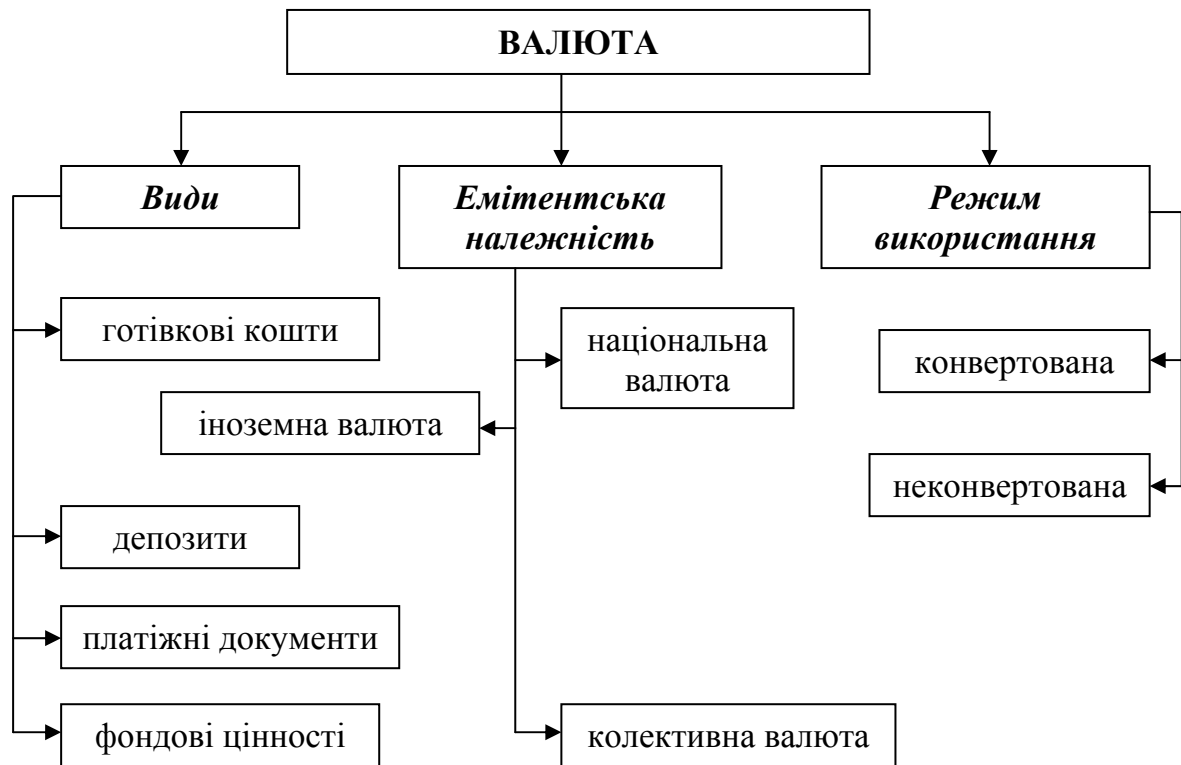 ВАЛЮТА
Види
Емітентська
належність
Режим
використання
готівкові кошти
національна
валюта
конвертована
іноземна валюта
неконвертована
депозити
платіжні документи
фондові цінності
колективна валюта